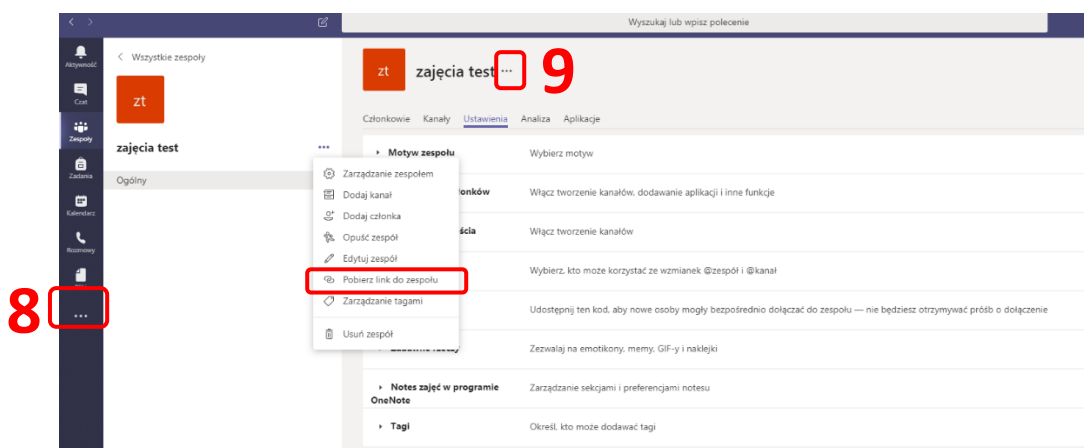 Wyszukaj lub wpisz polecenie
Aktywność
Czat
Zespoły
Zadania
Kalendarz
Rozmowy
8
...
Wszystkie zespoły
zt
zajęcia test
...
Ogólny
Zarządzanie zespołem
Dodaj kanał
Dodaj członka
Opuść zespół
Edytuj zespół
Pobierz link do zespołu
Zarządzanie tagami
Usuń zespół
zt
zajęcia test ...
9
Członkowie Kanały Ustawienia Analiza Aplikacje
Motyw zespołu Wybierz motyw
Włącz tworzenie kanałów, dodawanie aplikacji i inne funkcje
Włącz tworzenie kanałów
Wybierz, kto może korzystać ze wzmianek @zespół i @kanał
Udostępnij ten kod, aby nowe osoby mogły bezpośrednio dołączać do zespołu — nie będziesz otrzymywać próśb o dołączenie
Zezwalaj na emotikony, memy, GIF-y i naklejki
Notes zajęć w programie Zarządzanie sekcjami i preferencjami notesu
OneNote
Tagi Określ, kto może dodawać tagi